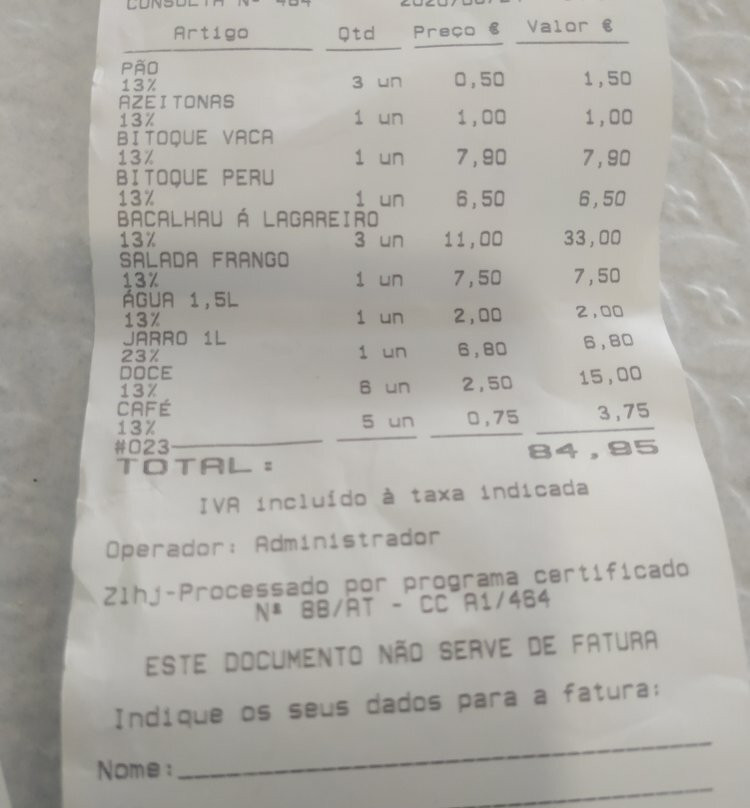 CONSULTA Nº 464
Artigo Qtd Preço € Valor €
PÃO
13% 3 un 0,50 1,50
AZEITONAS
13% 1 un 1,00 1,00
BITOQUE VACA
13% 1 un 7,90 7,90
BITOQUE PERU
13% 1 un 6,50 6,50
BACALHAU Á LAGAREIRO
13% 3 un 11,00 33,00
SALADA FRANGO
13% 1 un 7,50 7,50
ÁGUA 1,5L
13% 1 un 2,00 2,00
JARRO 1L
23% 1 un 6,80 6,80
DOCE
13% 6 un 2,50 15,00
CAFÉ
13% 5 un 0,75 3,75
#023
TOTAL: 84,95
IVA incluído à taxa indicada
Operador: Administrador
Zlhj-Processado por programa certificado
Nª 88/AT - CC A1/464
ESTE DOCUMENTO NÃO SERVE DE FATURA
Indique os seus dados para a fatura:
Nome: